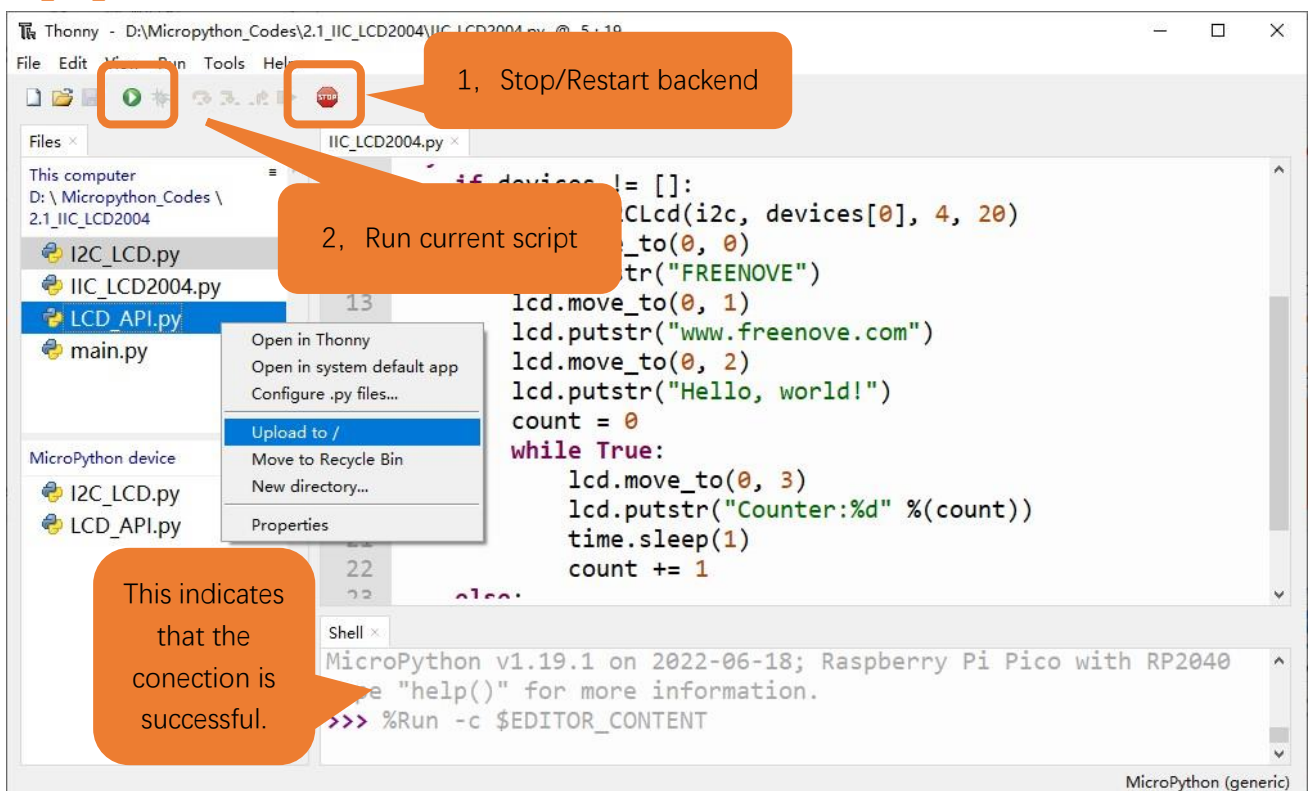 Thonny - D:\Micropython_Codes\2.1_IIC_LCD2004\IIC_LCD2004.py @ 5 : 19
File Edit View Run Tools Help
STOP
1, Stop/Restart backend
Files ×
IIC_LCD2004.py ×
This computer
D: \ Micropython_Codes \
2.1_IIC_LCD2004
I2C_LCD.py
IIC_LCD2004.py
LCD_API.py
main.py
2, Run current script
if devices != []:
CLcd(i2c, devices[0], 4, 20)
_to(0, 0)
tr("FREENOVE")
13 lcd.move_to(0, 1)
lcd.putstr("www.freenove.com")
lcd.move_to(0, 2)
lcd.putstr("Hello, world!")
count = 0
while True:
lcd.move_to(0, 3)
lcd.putstr("Counter:%d" %(count))
21 time.sleep(1)
22 count += 1
23 else:
Open in Thonny
Open in system default app
Configure .py files...
Upload to /
Move to Recycle Bin
New directory...
Properties
MicroPython device
I2C_LCD.py
LCD_API.py
This indicates
that the
conection is
successful.
Shell ×
MicroPython v1.19.1 on 2022-06-18; Raspberry Pi Pico with RP2040
"help()" for more information.
>>> %Run -c $EDITOR_CONTENT
MicroPython (generic)